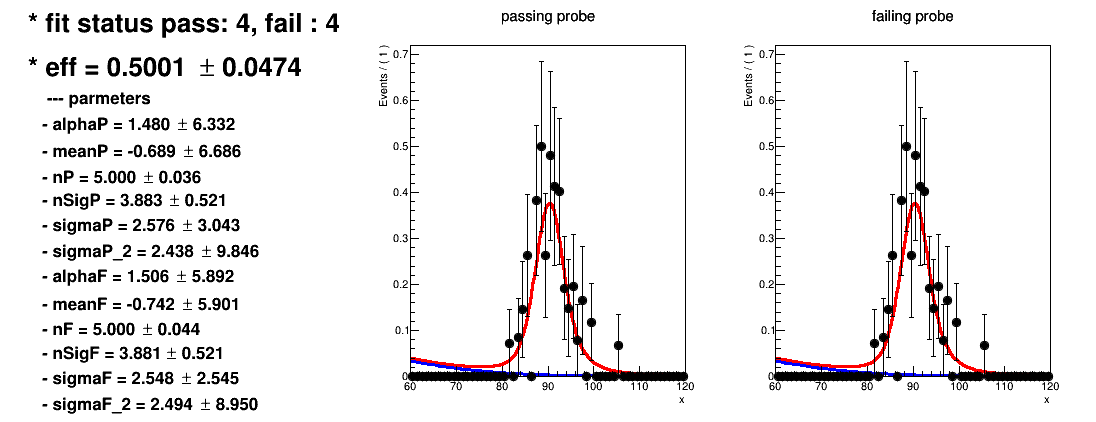 * fit status pass: 4, fail : 4
* eff = 0.5001 ± 0.0474
--- parmeters
- alphaP = 1.480 ± 6.332
- meanP = -0.689 ± 6.686
- nP = 5.000 ± 0.036
- nSigP = 3.883 ± 0.521
- sigmaP = 2.576 ± 3.043
- sigmaP_2 = 2.438 ± 9.846
- alphaF = 1.506 ± 5.892
- meanF = -0.742 ± 5.901
- nF = 5.000 ± 0.044
- nSigF = 3.881 ± 0.521
- sigmaF = 2.548 ± 2.545
- sigmaF_2 = 2.494 ± 8.950
passing probe
Events / ( 1 )
0.7
0.6
0.5
0.4
0.3
0.2
0.1
0
60 70 80 90 100 110 120
x
failing probe
Events / ( 1 )
0.7
0.6
0.5
0.4
0.3
0.2
0.1
0
60 70 80 90 100 110 120
x